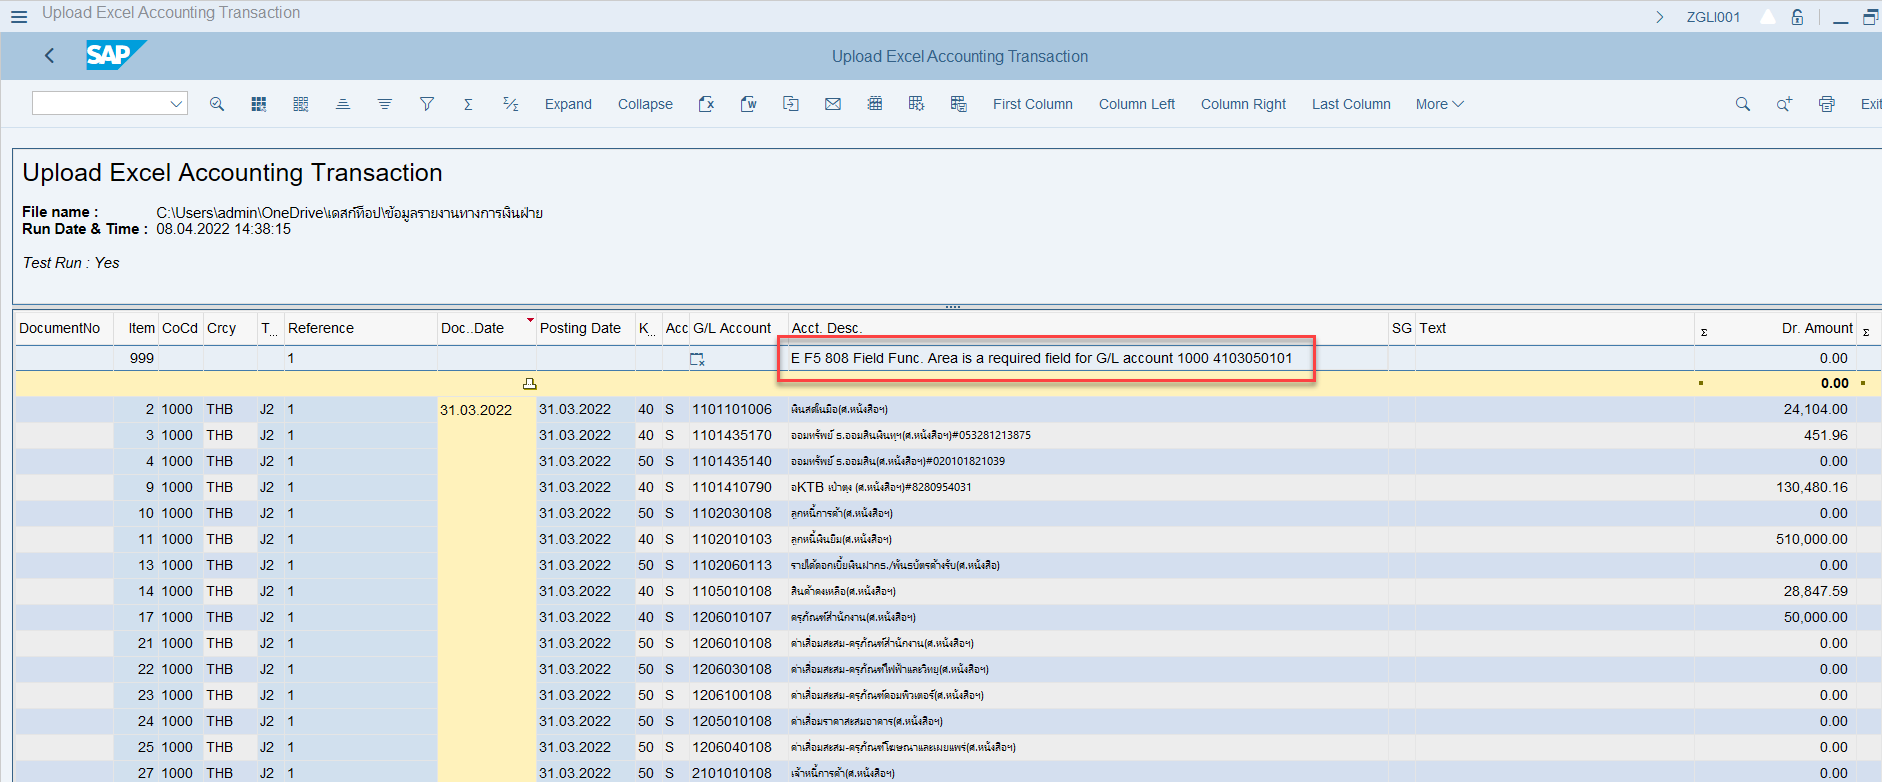 Upload Excel Accounting Transaction
ZGLI001
SAP
Upload Excel Accounting Transaction
Expand Collapse First Column Column Left Column Right Last Column More Exit
Upload Excel Accounting Transaction
File name : C:\Users\admin\OneDrive\เดสก์ท็อป\ข้อมูลรายงานทางการเงินฝ่าย
Run Date & Time : 08.04.2022 14:38:15
Test Run : Yes
DocumentNo Item CoCd Crcy T... Reference Doc..Date Posting Date K... Acc G/L Account Acct. Desc. SG Text Σ Dr. Amount Σ
999 1 E F5 808 Field Func. Area is a required field for G/L account 1000 4103050101 0.00
0.00
2 1000 THB J2 1 31.03.2022 31.03.2022 40 S 1101101006 เงินสดในมือ(ศ.หนังสือฯ) 24,104.00
3 1000 THB J2 1 31.03.2022 40 S 1101435170 ออมทรัพย์ ธ.ออมสินพินทุฯ(ศ.หนังสือฯ)#053281213875 451.96
4 1000 THB J2 1 31.03.2022 50 S 1101435140 ออมทรัพย์ ธ.ออมสิน(ศ.หนังสือฯ)#020101821039 0.00
9 1000 THB J2 1 31.03.2022 40 S 1101410790 อKTB เป๋าตุง (ศ.หนังสือฯ)#8280954031 130,480.16
10 1000 THB J2 1 31.03.2022 50 S 1102030108 ลูกหนี้การค้า(ศ.หนังสือฯ) 0.00
11 1000 THB J2 1 31.03.2022 40 S 1102010103 ลูกหนี้เงินยืม(ศ.หนังสือฯ) 510,000.00
13 1000 THB J2 1 31.03.2022 50 S 1102060113 รายได้ดอกเบี้ยเงินฝากธ./พันธบัตรค้างรับ(ศ.หนังสือ) 0.00
14 1000 THB J2 1 31.03.2022 40 S 1105010108 สินค้าคงเหลือ(ศ.หนังสือฯ) 28,847.59
17 1000 THB J2 1 31.03.2022 40 S 1206010107 ครุภัณฑ์สำนักงาน(ศ.หนังสือฯ) 50,000.00
21 1000 THB J2 1 31.03.2022 50 S 1206010108 ค่าเสื่อมสะสม-ครุภัณฑ์สำนักงาน(ศ.หนังสือฯ) 0.00
22 1000 THB J2 1 31.03.2022 50 S 1206030108 ค่าเสื่อมสะสม-ครุภัณฑ์ไฟฟ้าและวิทยุ(ศ.หนังสือฯ) 0.00
23 1000 THB J2 1 31.03.2022 50 S 1206100108 ค่าเสื่อมสะสม-ครุภัณฑ์คอมพิวเตอร์(ศ.หนังสือฯ) 0.00
24 1000 THB J2 1 31.03.2022 50 S 1205010108 ค่าเสื่อมราคาสะสมอาคาร(ศ.หนังสือฯ) 0.00
25 1000 THB J2 1 31.03.2022 50 S 1206040108 ค่าเสื่อมสะสม-ครุภัณฑ์โฆษณาและเผยแพร่(ศ.หนังสือฯ) 0.00
27 1000 THB J2 1 31.03.2022 50 S 2101010108 เจ้าหนี้การค้า(ศ.หนังสือฯ) 0.00